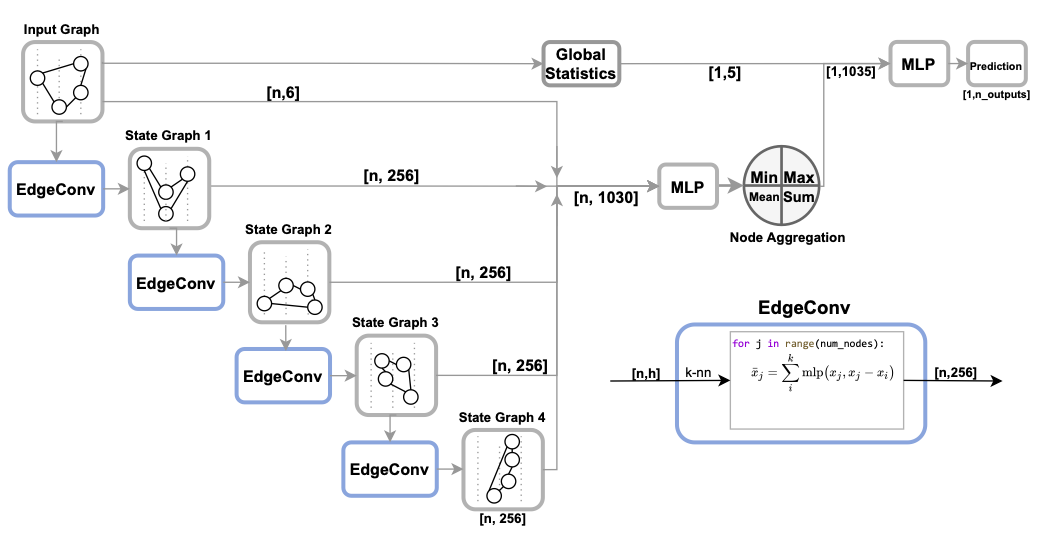 Input Graph
Global
Statistics
[1,5]
[1,1035]
MLP
Prediction
[1,n_outputs]
[n,6]
State Graph 1
EdgeConv
[n, 256]
[n, 1030]
MLP
Min
Max
Mean
Sum
Node Aggregation
State Graph 2
EdgeConv
[n, 256]
State Graph 3
EdgeConv
[n, 256]
State Graph 4
EdgeConv
[n, 256]
EdgeConv
[n,h]
k-nn
for j in range(num_nodes):
x̄_j = ∑_i^k mlp(x_j, x_j − x_i)
[n,256]